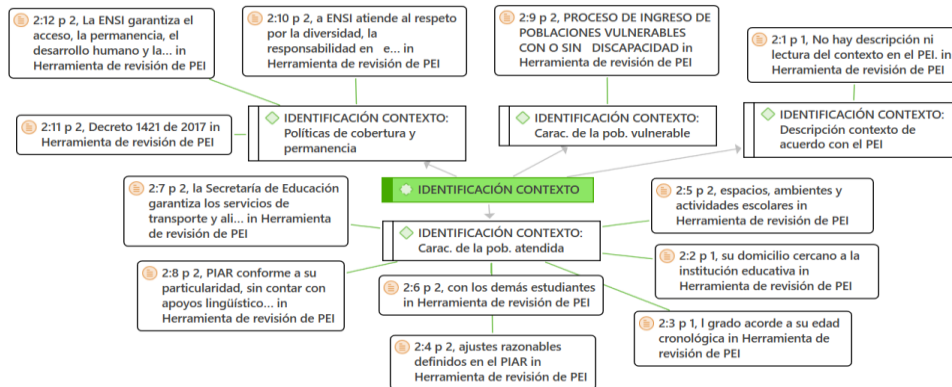 2:12 p 2, La ENSI garantiza el
acceso, la permanencia, el
desarrollo humano y la... in
Herramienta de revisión de PEI
2:10 p 2, a ENSI atiende al respeto
por la diversidad, la
responsabilidad en e... in
Herramienta de revisión de PEI
2:9 p 2, PROCESO DE INGRESO DE
POBLACIONES VULNERABLES
CON O SIN DISCAPACIDAD in
Herramienta de revisión de PEI
2:1 p 1, No hay descripción ni
lectura del contexto en el PEI. in
Herramienta de revisión de PEI
2:11 p 2, Decreto 1421 de 2017 in
Herramienta de revisión de PEI
IDENTIFICACIÓN CONTEXTO:
Políticas de cobertura y
permanencia
IDENTIFICACIÓN CONTEXTO:
Carac. de la pob. vulnerable
IDENTIFICACIÓN CONTEXTO:
Descripción contexto de
acuerdo con el PEI
IDENTIFICACIÓN CONTEXTO
2:7 p 2, la Secretaría de Educación
garantiza los servicios de
transporte y ali... in Herramienta
de revisión de PEI
IDENTIFICACIÓN CONTEXTO:
Carac. de la pob. atendida
2:5 p 2, espacios, ambientes y
actividades escolares in
Herramienta de revisión de PEI
2:8 p 2, PIAR conforme a su
particularidad, sin contar con
apoyos lingüístico... in
Herramienta de revisión de PEI
2:6 p 2, con los demás estudiantes
in Herramienta de revisión de PEI
2:2 p 1, su domicilio cercano a la
institución educativa in
Herramienta de revisión de PEI
2:4 p 2, ajustes razonables
definidos en el PIAR in
Herramienta de revisión de PEI
2:3 p 1, l grado acorde a su edad
cronológica in Herramienta de
revisión de PEI